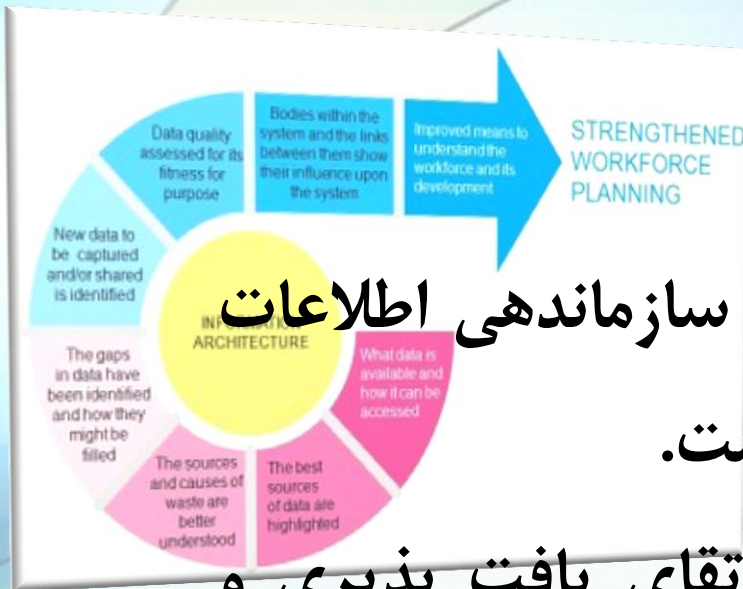 Bodies within the
system and the links
between them show
their influence upon
the system
Improved means to
understand the
workforce and its
development
STRENGTHENED
WORKFORCE
PLANNING
Data quality
assessed for its
fitness for
purpose
New data to
be captured
and/or shared
is identified
سازماندهی اطلاعات
ARCHITECTURE
The gaps
in data have
been identified
and how they
might be
filled
What data is
available and
how it can be
accessed
The sources
and causes of
waste are
better
understood
The best
sources
of data are
highlighted